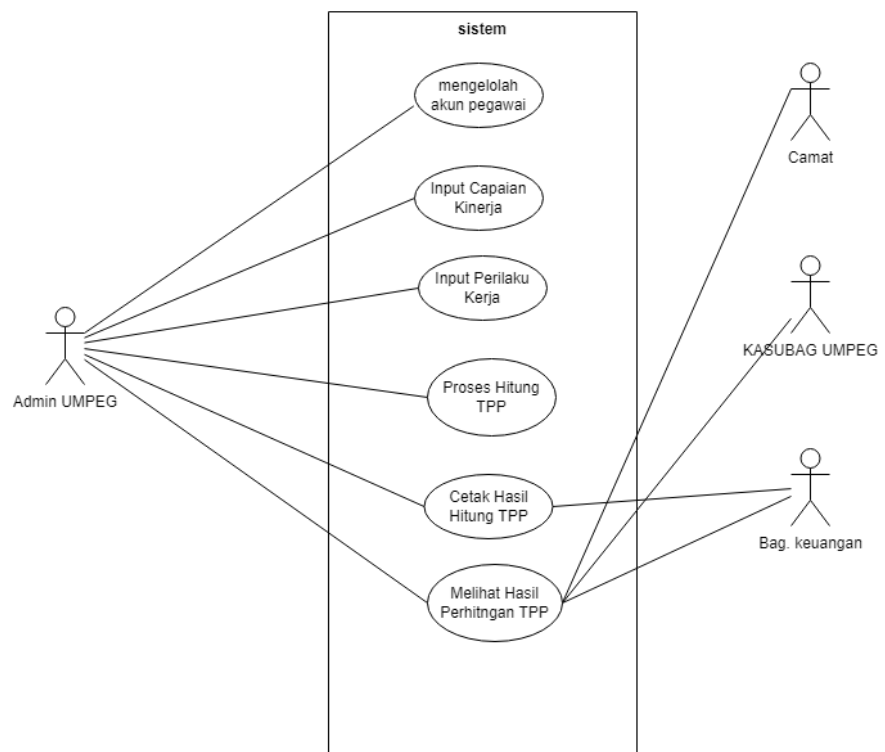 sistem
mengelolah
akun pegawai
Input Capaian
Kinerja
Input Perilaku
Kerja
Proses Hitung
TPP
Cetak Hasil
Hitung TPP
Melihat Hasil
Perhitngan TPP
Admin UMPEG
Camat
KASUBAG UMPEG
Bag. keuangan